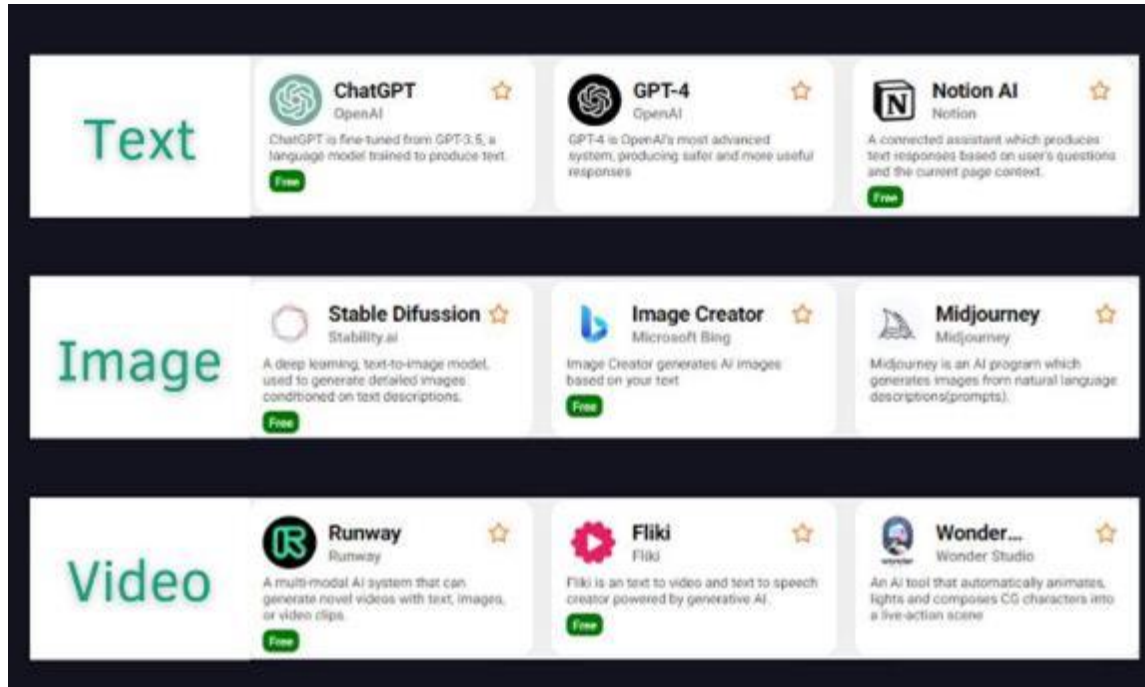 Text
ChatGPT
OpenAI
ChatGPT is fine-tuned from GPT-3.5, a
language model trained to produce text.
Free
GPT-4
OpenAI
GPT-4 is OpenAI's most advanced
system, producing safer and more useful
responses
Notion AI
Notion
A connected assistant which produces
text responses based on user's questions
and the current page context.
Free
Image
Stable Difussion
Stability.ai
A deep learning, text-to-image model,
used to generate detailed images
conditioned on text descriptions.
Free
Image Creator
Microsoft Bing
Image Creator generates AI images
based on your text
Free
Midjourney
Midjourney
Midjourney is an AI program which
generates images from natural language
descriptions(prompts).
Video
Runway
Runway
A multi-modal AI system that can
generate novel videos with text, images,
or video clips.
Free
Fliki
Fliki
Fliki is an text to video and text to speech
creator powered by generative AI.
Free
wonder
Wonder...
Wonder Studio
An AI tool that automatically animates,
lights and composes CG characters into
a live-action scene